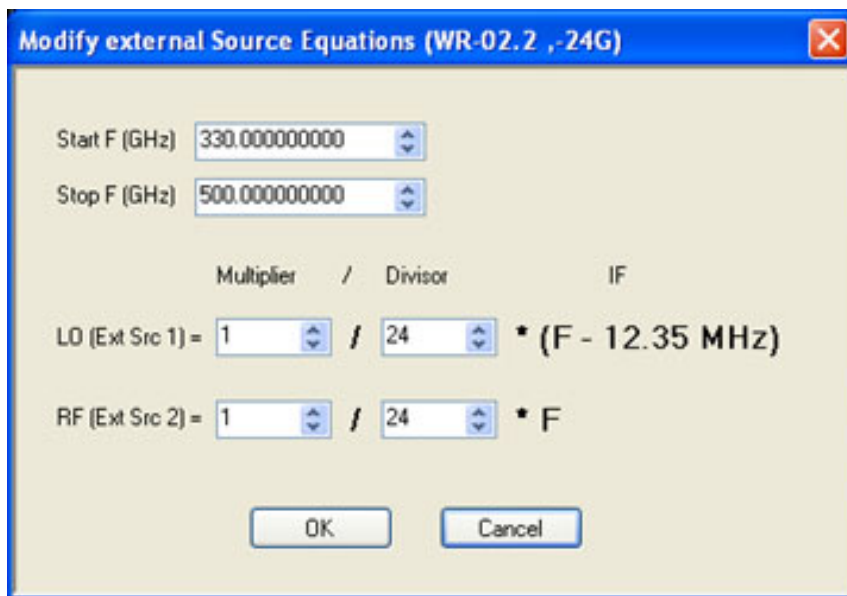 Modify external Source Equations (WR-02.2 ,-24G)
Start F (GHz) 330.000000000
Stop F (GHz) 500.000000000
Multiplier / Divisor IF
LO (Ext Src 1) = 1 / 24 * (F - 12.35 MHz)
RF (Ext Src 2) = 1 / 24 * F
OK Cancel